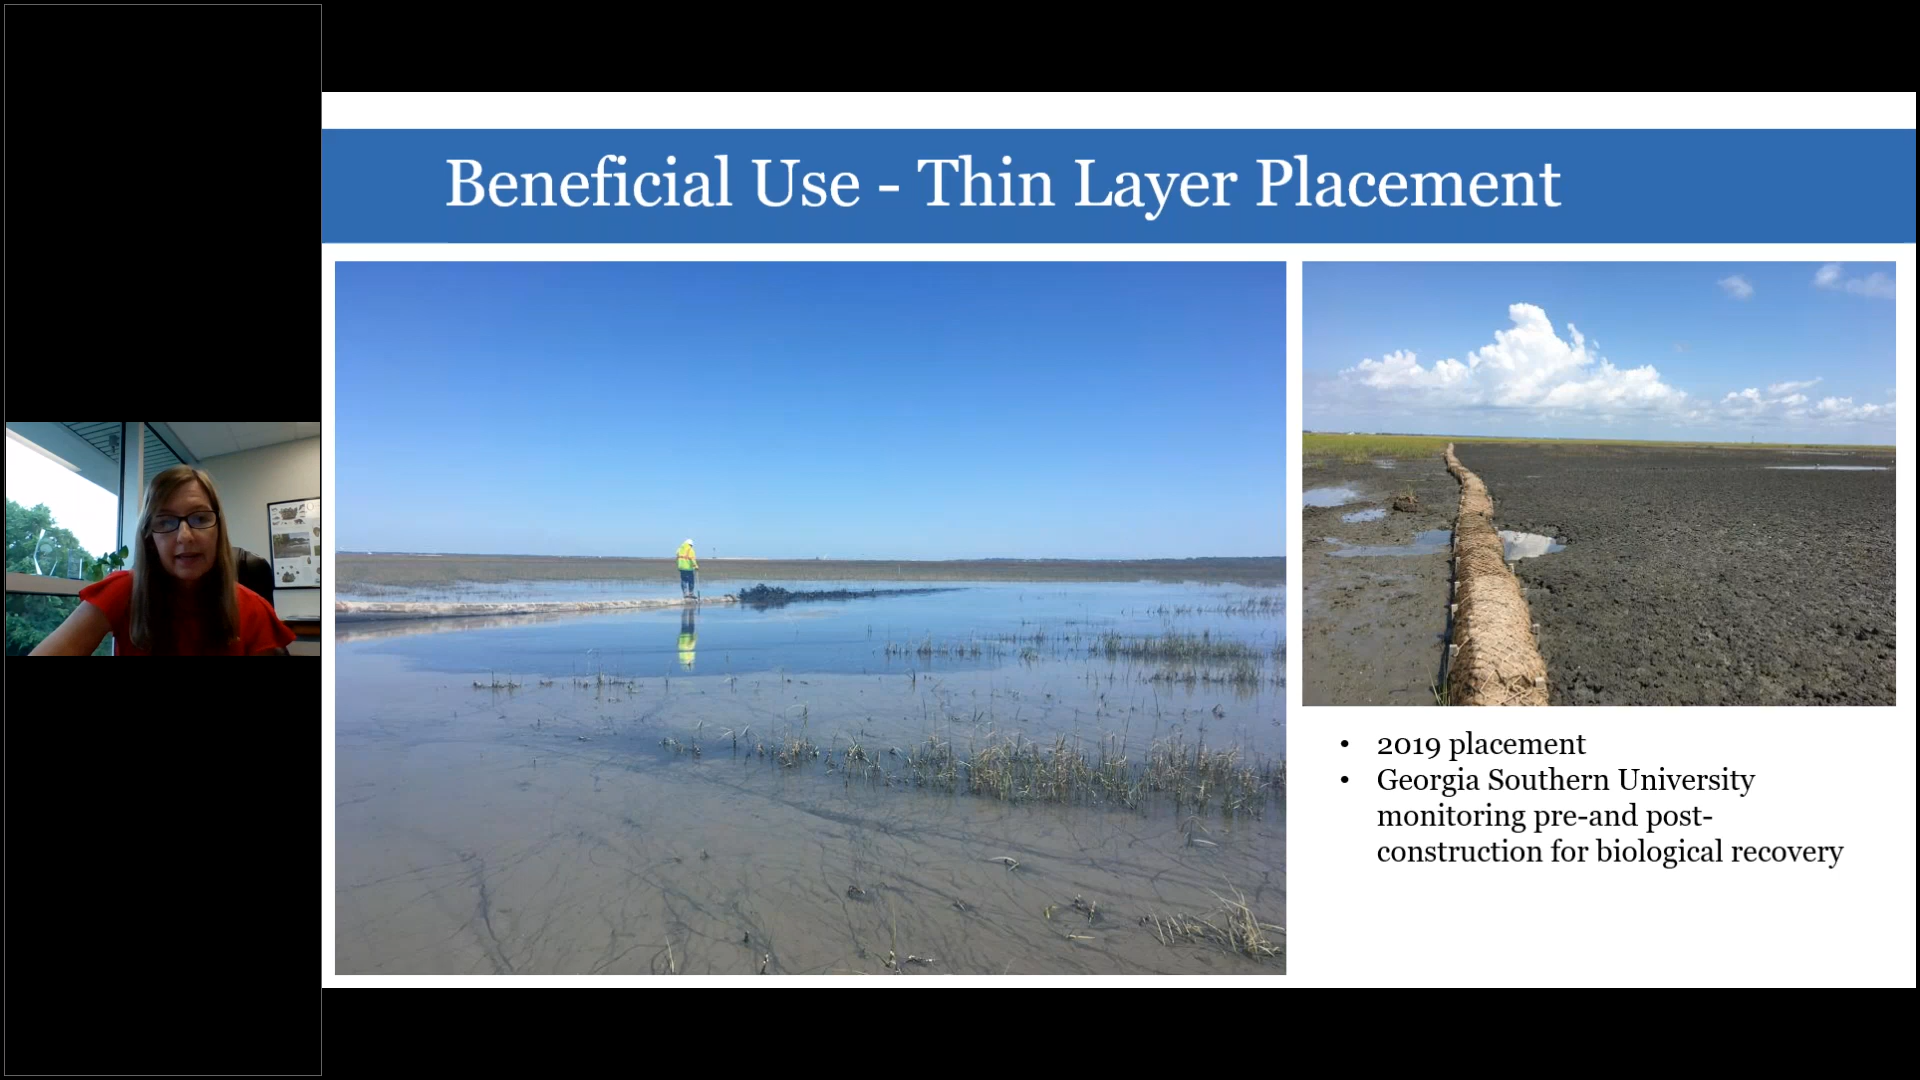 Beneficial Use - Thin Layer Placement
• 2019 placement
• Georgia Southern University
monitoring pre-and post-
construction for biological recovery